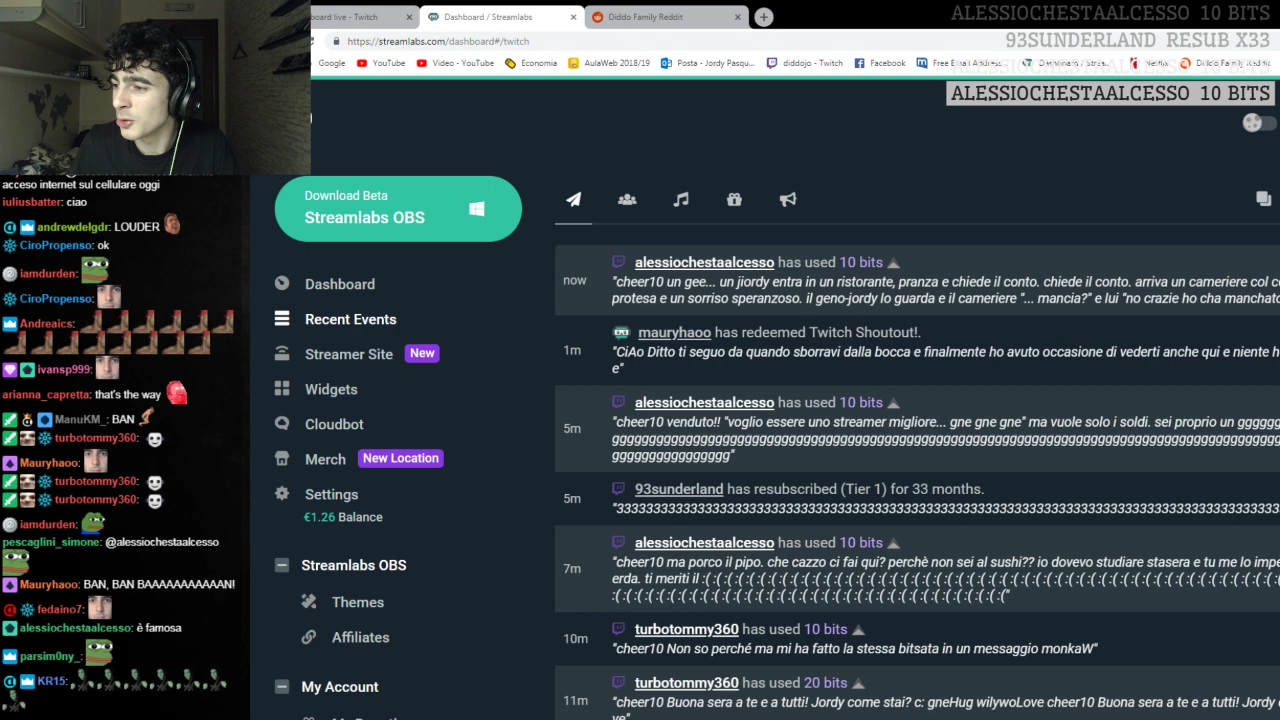 board live - Twitch
Dashboard / Streamlabs
Diddo Family Reddit
https://streamlabs.com/dashboard#/twitch
Google YouTube Video - YouTube Economia AulaWeb 2018/19 Posta - Jordy Pasqu... diddojo - Twitch Facebook Free Email Address Netflix Diddo Family Red
ALESSIOCHESTAALCESSO 10 BITS
93SUNDERLAND RESUB X33
ALESSIOCHESTAALCESSO 10 BITS
ALESSIOCHESTAALCESSO 10 BITS
acceso internet sul cellulare oggi
iuliusbatter: ciao
andrewdelgdr: LOUDER
CiroPropenso: ok
iamdurden:
CiroPropenso:
Andreaics:
ivansp999:
arianna_capretta: that's the way
ManuKM_: BAN
turbotommy360:
Mauryhaoo:
turbotommy360:
turbotommy360:
iamdurden:
pescaglini_simone: @alessiochestaalcesso
Mauryhaoo: BAN, BAN BAAAAAAAAAAN!
fedaino7:
alessiochestaalcesso: è famosa
parsim0ny_:
KR15:
Download Beta
Streamlabs OBS
Dashboard
Recent Events
Streamer Site New
Widgets
Cloudbot
Merch New Location
Settings
€1.26 Balance
Streamlabs OBS
Themes
Affiliates
My Account
now
alessiochestaalcesso has used 10 bits
"cheer10 un gee... un jiordy entra in un ristorante, pranza e chiede il conto. chiede il conto. arriva un cameriere col c
protesa e un sorriso speranzoso. il geno-jordy lo guarda e il cameriere "... mancia?" e lui "no crazie ho cha manchat
1m
mauryhaoo has redeemed Twitch Shoutout!.
"CiAo Ditto ti seguo da quando sborravi dalla bocca e finalmente ho avuto occasione di vederti anche qui e niente h
e"
5m
alessiochestaalcesso has used 10 bits
"cheer10 venduto!! "voglio essere uno streamer migliore... gne gne gne" ma vuole solo i soldi. sei proprio un gggggg
5m
93sunderland has resubscribed (Tier 1) for 33 months.
7m
alessiochestaalcesso has used 10 bits
"cheer10 ma porco il pipo. che cazzo ci fai qui? perchè non sei al sushi?? io dovevo studiare stasera e tu me lo impe
erda. ti meriti il :(:(:(:(:(:(:(:(:(:(:(:(:(:(:(:(:(:(:(:(:(:(:(:(:(:(:(:(:(:(:(:(:(:(:(:(:(:(
10m
turbotommy360 has used 10 bits
"cheer10 Non so perché ma mi ha fatto la stessa bitsata in un messaggio monkaW"
11m
turbotommy360 has used 20 bits
"cheer10 Buona sera a te e a tutti! Jordy come stai? c: gneHug wilywoLove cheer10 Buona sera a te e a tutti! Jordy
ve"